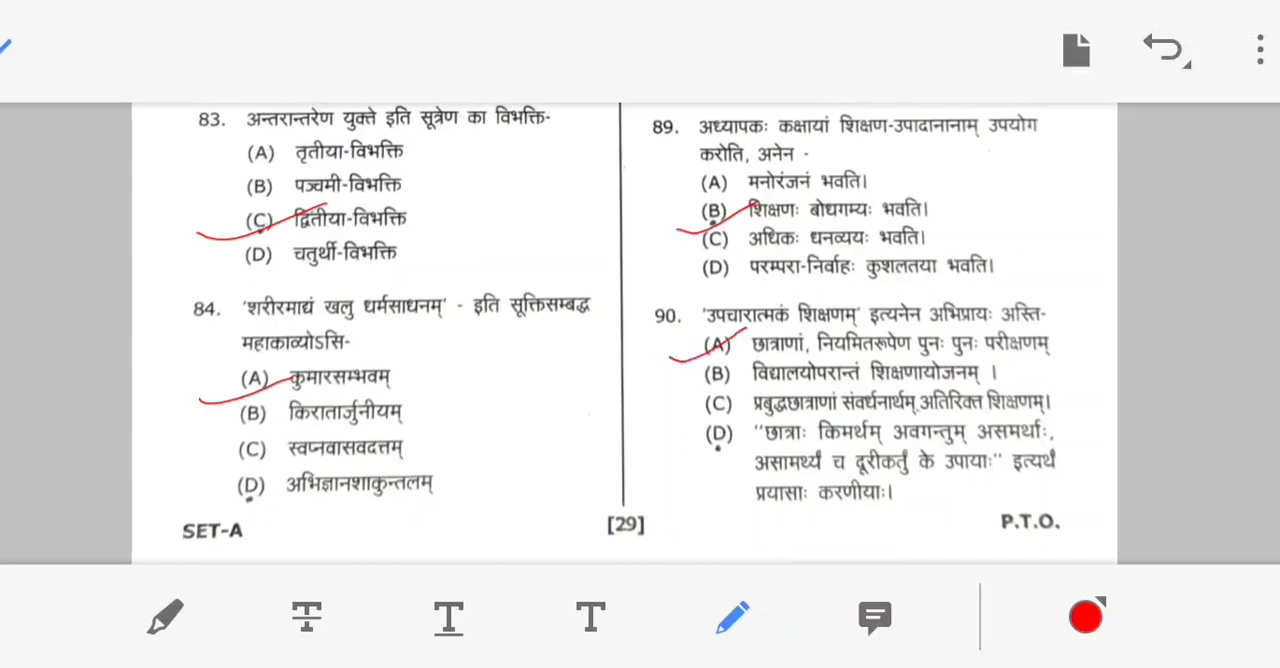 83. अन्तरान्तरेण युक्ते इति सूत्रेण का विभक्ति-
(A) तृतीया-विभक्ति
(B) पञ्चमी-विभक्ति
(C) द्वितीया-विभक्ति
(D) चतुर्थी-विभक्ति
84. 'शरीरमाद्यं खलु धर्मसाधनम्' - इति सूक्तिसम्बद्ध
महाकाव्योऽसि-
(A) कुमारसम्भवम्
(B) किरातार्जुनीयम्
(C) स्वप्नवासवदत्तम्
(D) अभिज्ञानशाकुन्तलम्
SET-A
89. अध्यापकः कक्षायां शिक्षण-उपादानानाम् उपयोग
करोति, अनेन -
(A) मनोरंजनं भवति।
(B) शिक्षणः बोधगम्यः भवति।
(C) अधिकः धनव्ययः भवति।
(D) परम्परा-निर्वाहः कुशलतया भवति।
90. 'उपचारात्मकं शिक्षणम्' इत्यनेन अभिप्रायः अस्ति-
(A) छात्राणां, नियमितरूपेण पुनः पुनः परीक्षणम्
(B) विद्यालयोपरान्तं शिक्षणायोजनम् ।
(C) प्रबुद्धछात्राणां संवर्धनार्थम् अतिरिक्त शिक्षणम्।
(D) "छात्राः किमर्थम् अवगन्तुम् असमर्थाः,
असामर्थ्यं च दूरीकर्तुं के उपायाः" इत्यर्थं
प्रयासाः करणीयाः।
[29]
P.T.O.
T
T
T